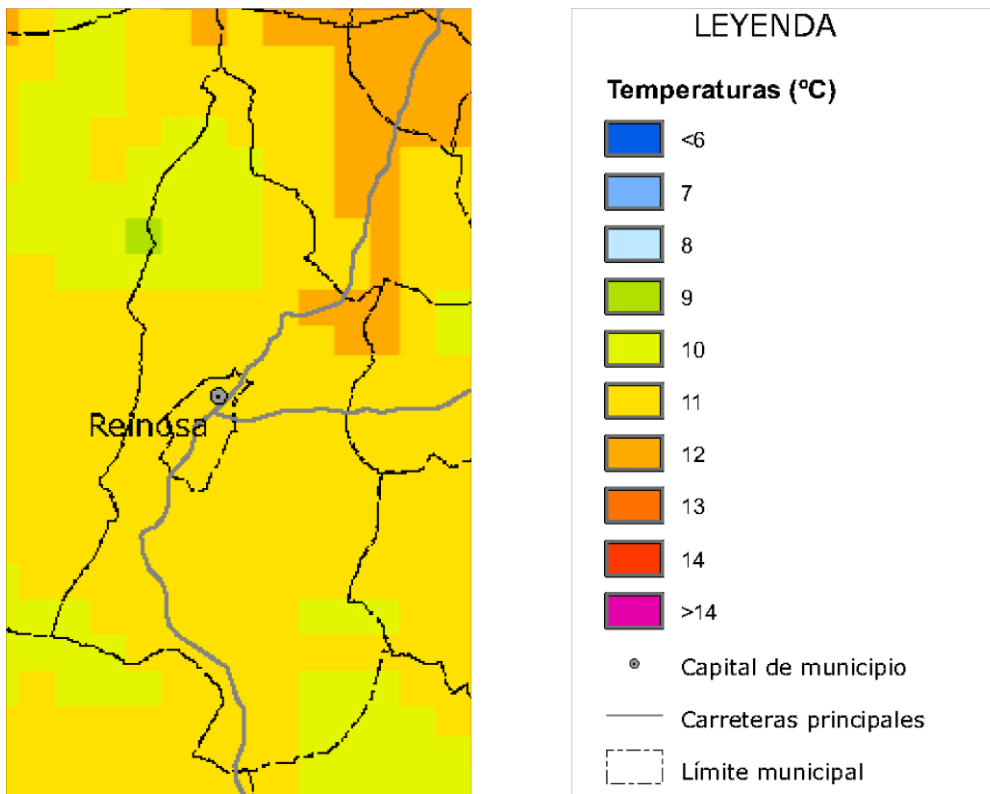 Reinosa
LEYENDA
Temperaturas (ºC)
<6
7
8
9
10
11
12
13
14
>14
Capital de municipio
Carreteras principales
Límite municipal